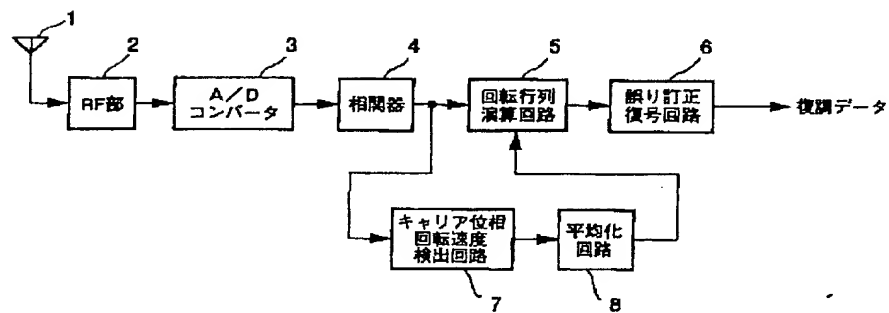 1
2
3
4
5
6
RF部
A/D
コンバータ
相関器
回転行列
演算回路
誤り訂正
復号回路
復調データ
キャリア位相
回転速度
検出回路
平均化
回路
7
8